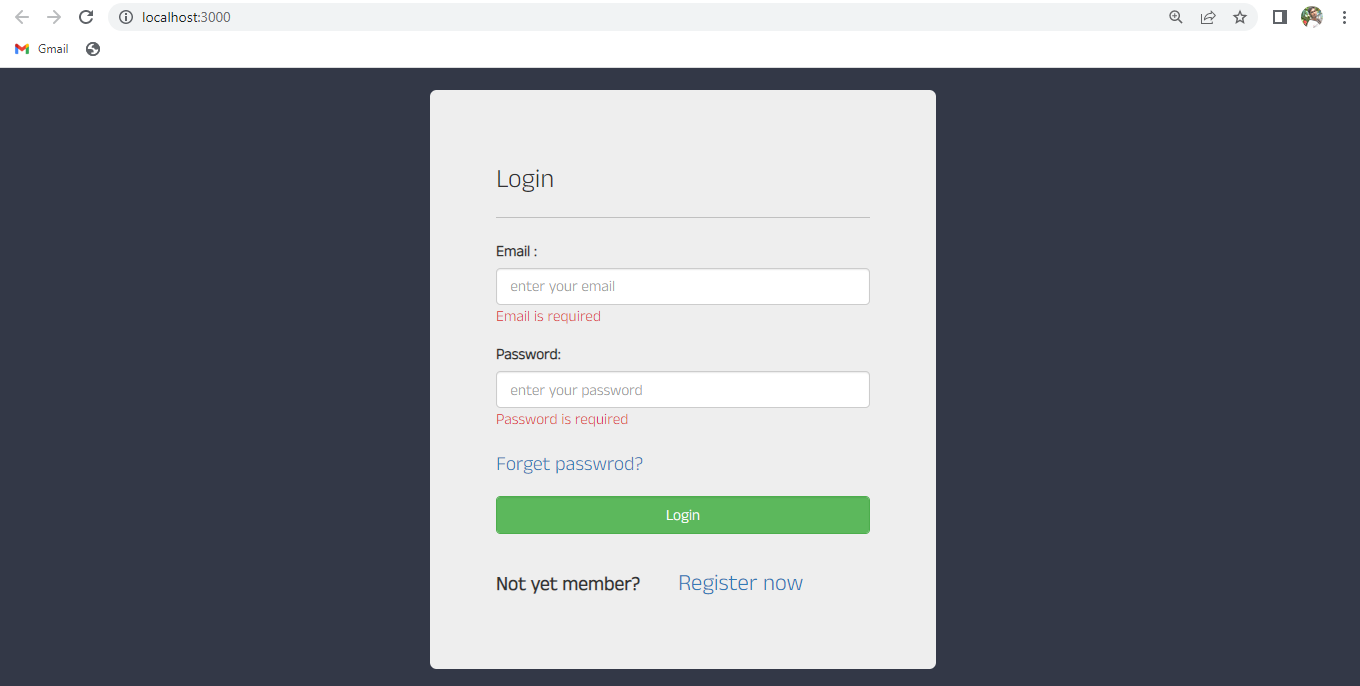 localhost:3000
Gmail
Login
Email :
enter your email
Email is required
Password:
enter your password
Password is required
Forget passwrod?
Login
Not yet member? Register now